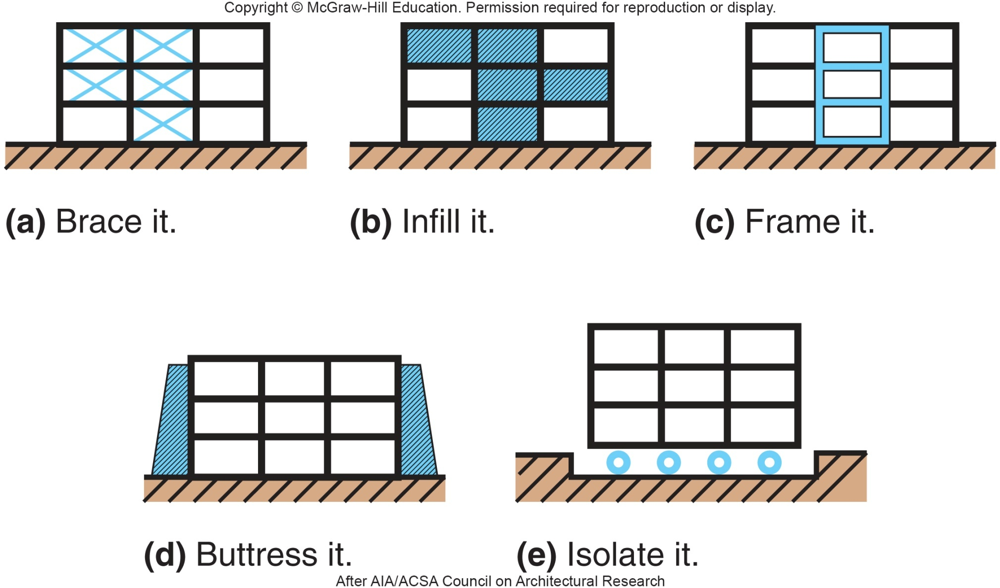 Copyright © McGraw-Hill Education. Permission required for reproduction or display.
(a) Brace it.
(b) Infill it.
(c) Frame it.
(d) Buttress it.
(e) Isolate it.
After AIA/ACSA Council on Architectural Research